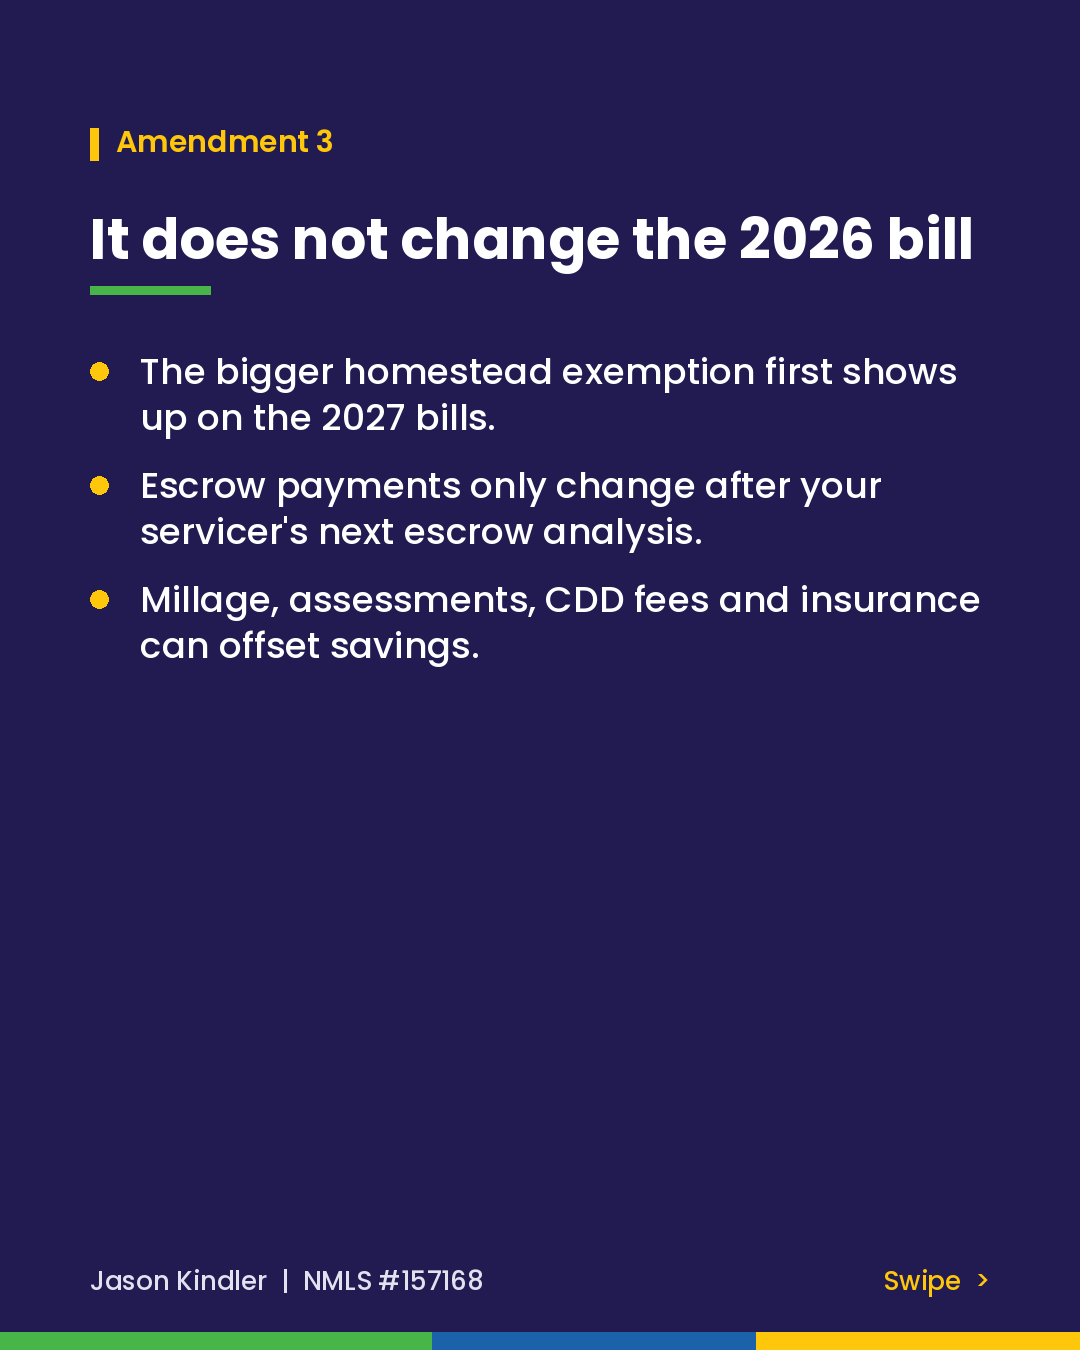 Amendment 3
It does not change the 2026 bill
The bigger homestead exemption first shows
up on the 2027 bills.
Escrow payments only change after your
servicer's next escrow analysis.
Millage, assessments, CDD fees and insurance
can offset savings.
Jason Kindler | NMLS #157168
Swipe >